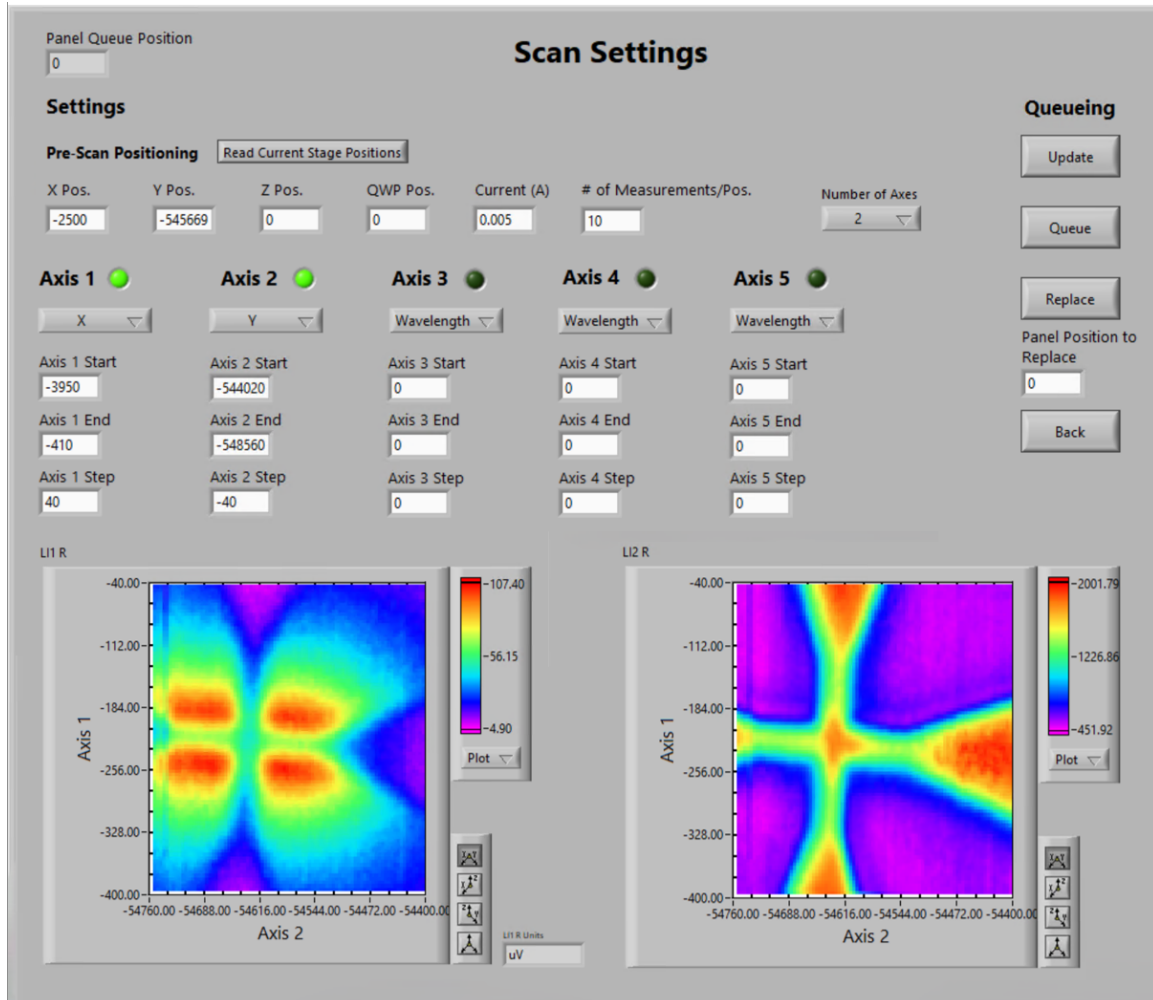 Panel Queue Position
0
Scan Settings
Settings
Queueing
Pre-Scan Positioning
Read Current Stage Positions
Update
X Pos. Y Pos. Z Pos. QWP Pos. Current (A) # of Measurements/Pos. Number of Axes
-2500 -545669 0 0 0.005 10 2
Queue
Axis 1 Axis 2 Axis 3 Axis 4 Axis 5
X Y Wavelength Wavelength Wavelength
Replace
Panel Position to
Replace
0
Axis 1 Start Axis 2 Start Axis 3 Start Axis 4 Start Axis 5 Start
-3950 -544020 0 0 0
Axis 1 End Axis 2 End Axis 3 End Axis 4 End Axis 5 End
-410 -548560 0 0 0
Back
Axis 1 Step Axis 2 Step Axis 3 Step Axis 4 Step Axis 5 Step
40 -40 0 0 0
LI1 R
-40.00
-112.00
-184.00
-256.00
-328.00
-400.00
Axis 1
-54760.00 -54688.00 -54616.00 -54544.00 -54472.00 -54400.00
Axis 2
-107.40
-56.15
-4.90
Plot
LI1 R Units
uV
LI2 R
-40.00
-112.00
-184.00
-256.00
-328.00
-400.00
Axis 1
-54760.00 -54688.00 -54616.00 -54544.00 -54472.00 -54400.00
Axis 2
-2001.79
-1226.86
-451.92
Plot